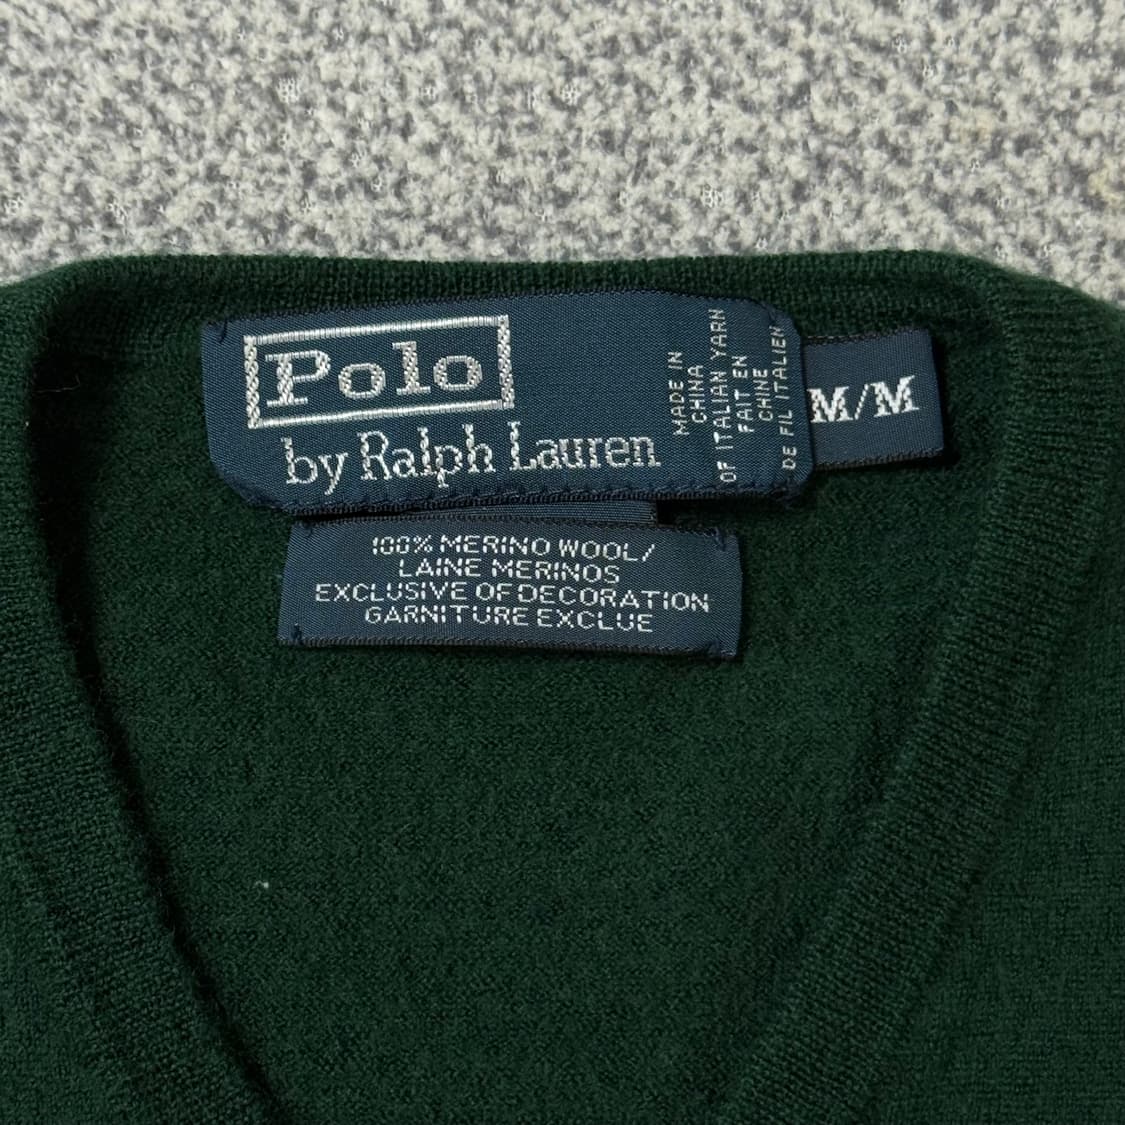 Polo
by Ralph Lauren
MADE IN
CHINA
OF ITALIAN YARN
FAIT EN
CHINE
DE FIL ITALIEN
M/M
100% MERINO WOOL/
LAINE MERINOS
EXCLUSIVE OF DECORATION
GARNITURE EXCLUE